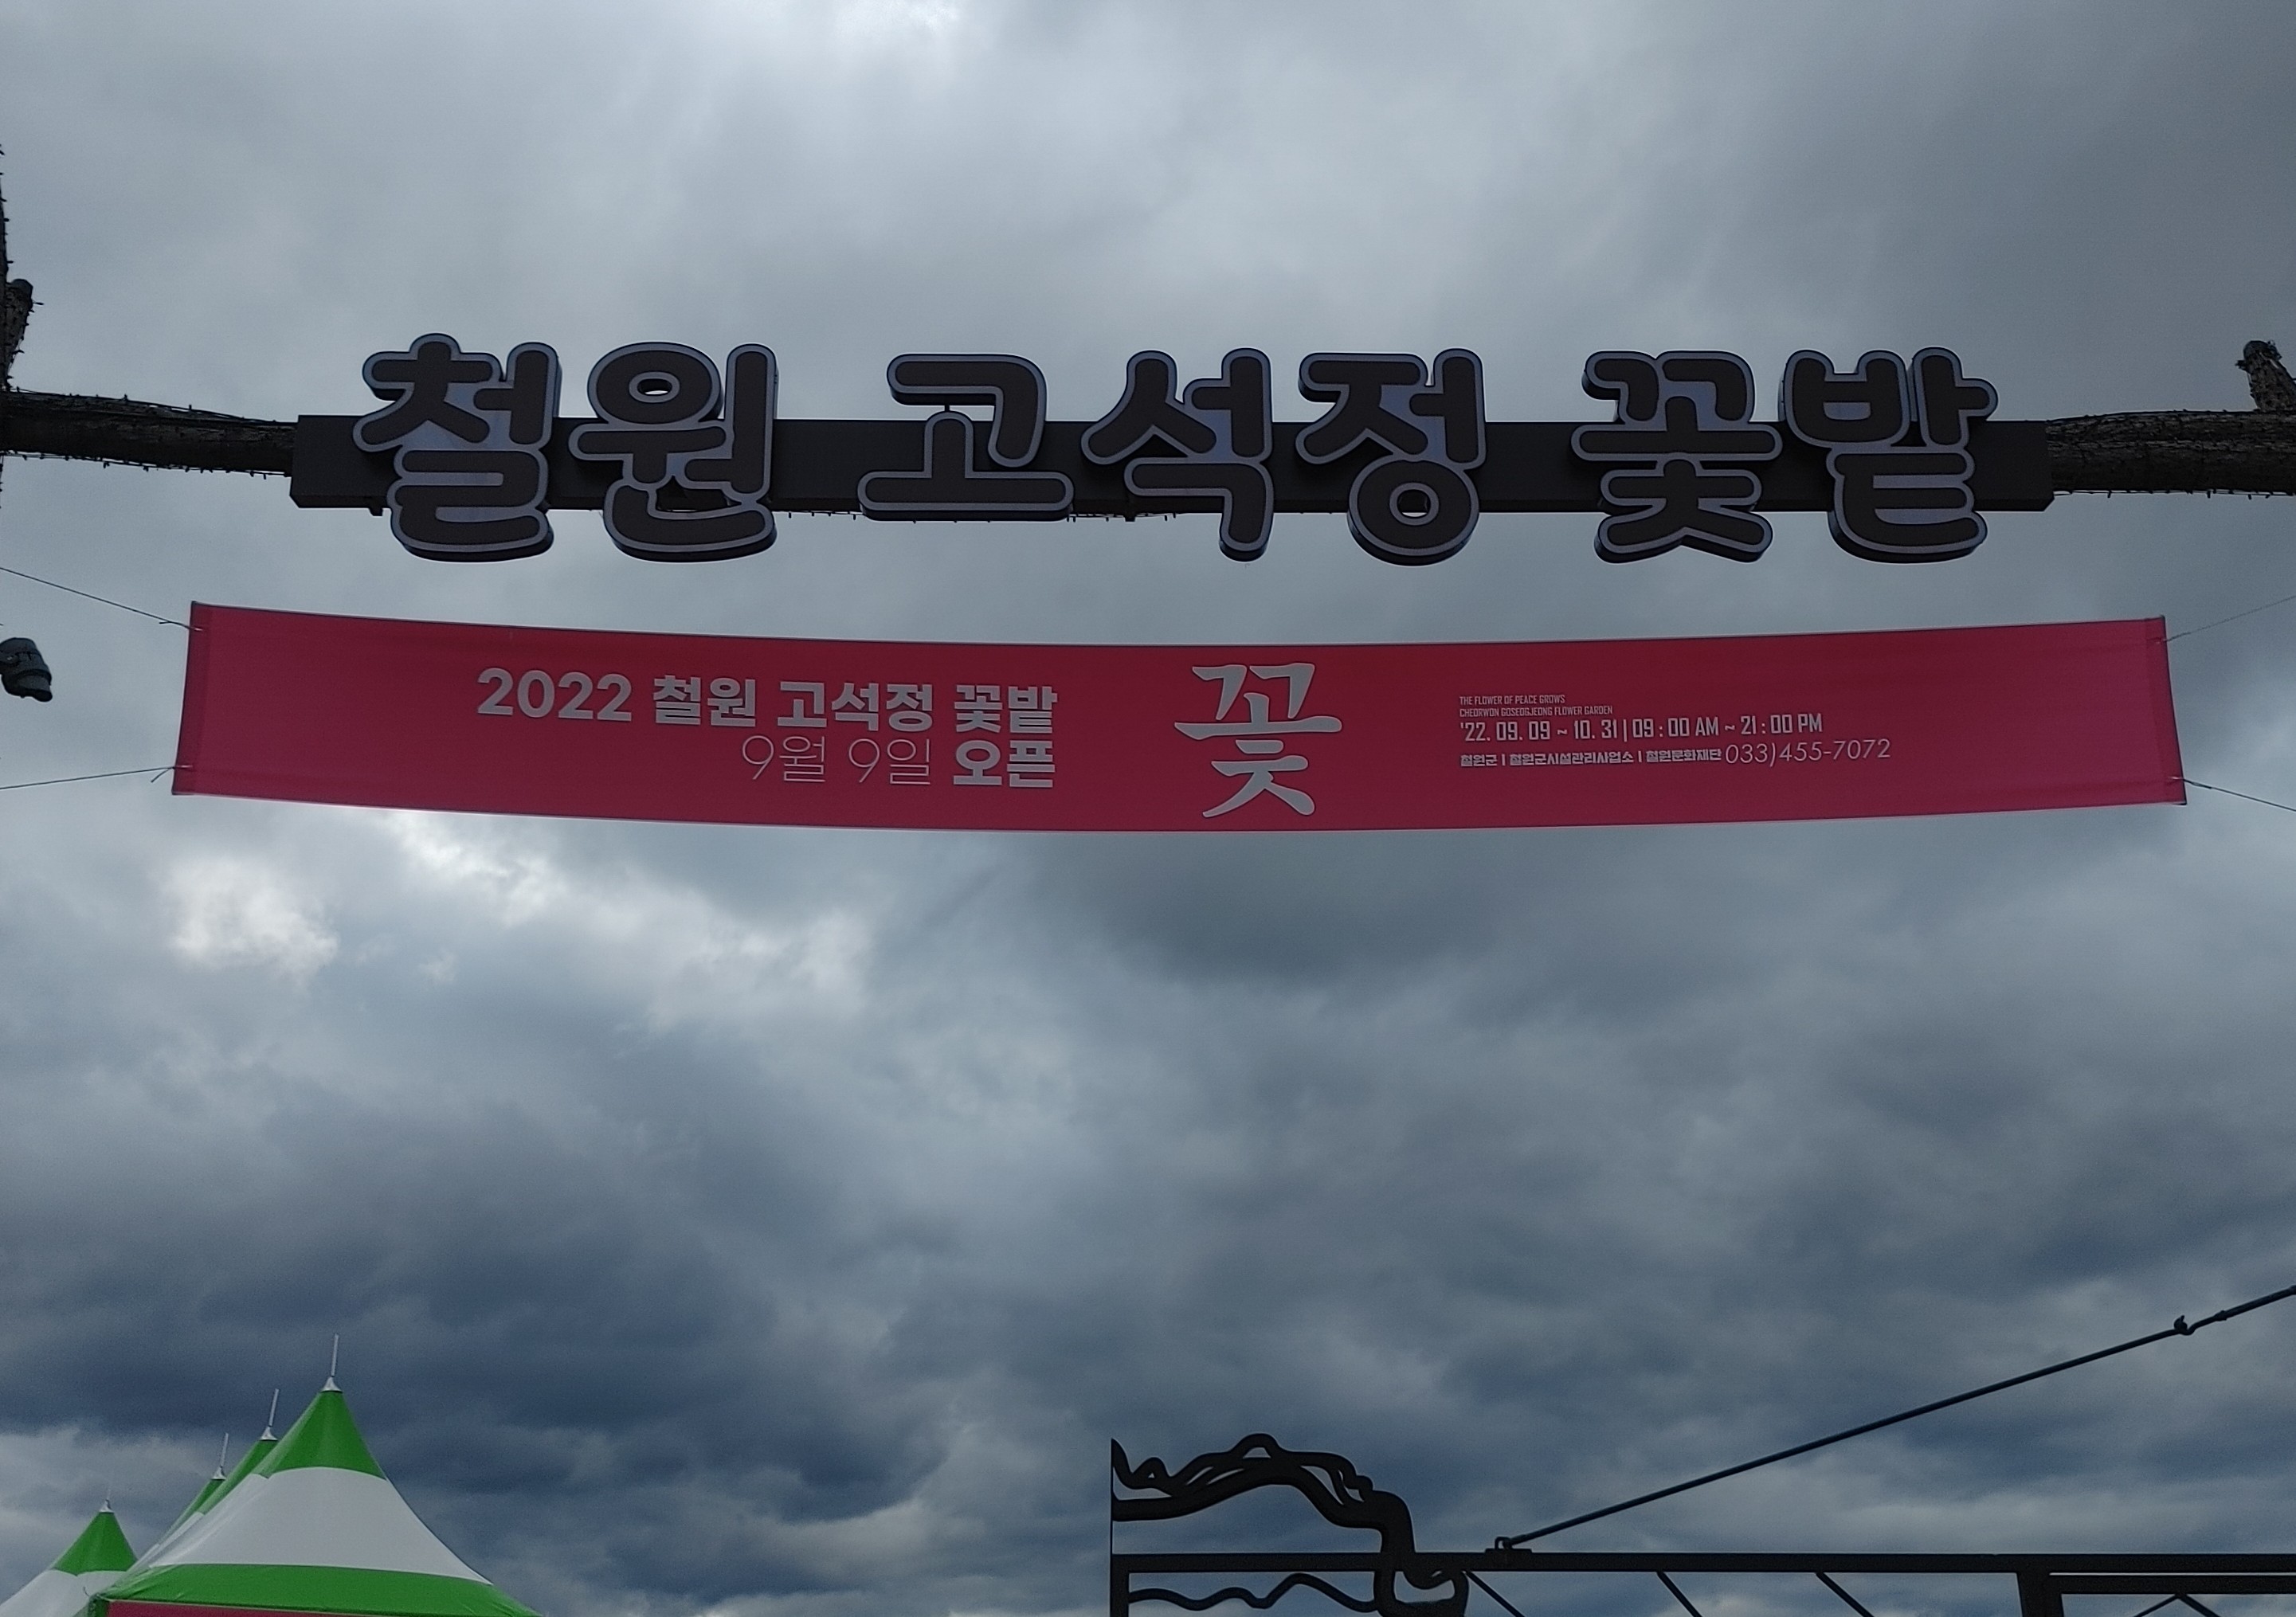 철원 고석정 꽃밭
2022 철원 고석정 꽃밭
9월 9일 오픈
꽃
THE FLOWER OF PEACE GROWS
CHEORWON GOSEOGJEONG FLOWER GARDEN
'22. 09. 09 ~ 10. 31 | 09 : 00 AM ~ 21 : 00 PM
철원군 | 철원군시설관리사업소 | 철원문화재단 033)455-7072